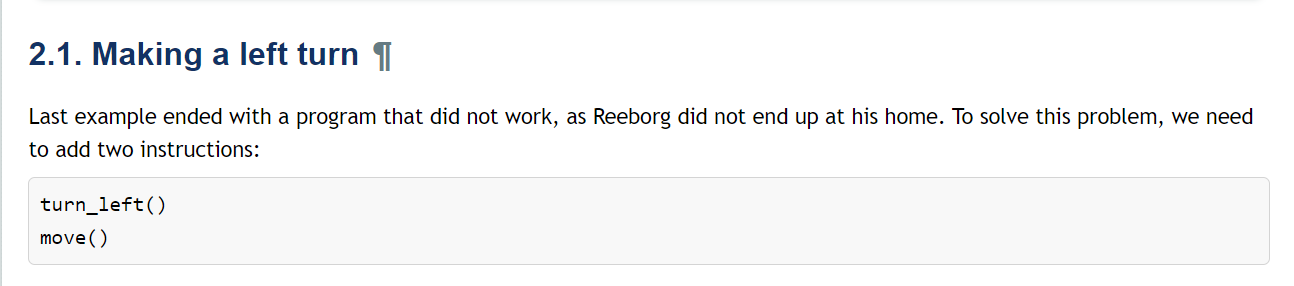 2.1. Making a left turn ¶
Last example ended with a program that did not work, as Reeborg did not end up at his home. To solve this problem, we need
to add two instructions:
turn_left()
move()